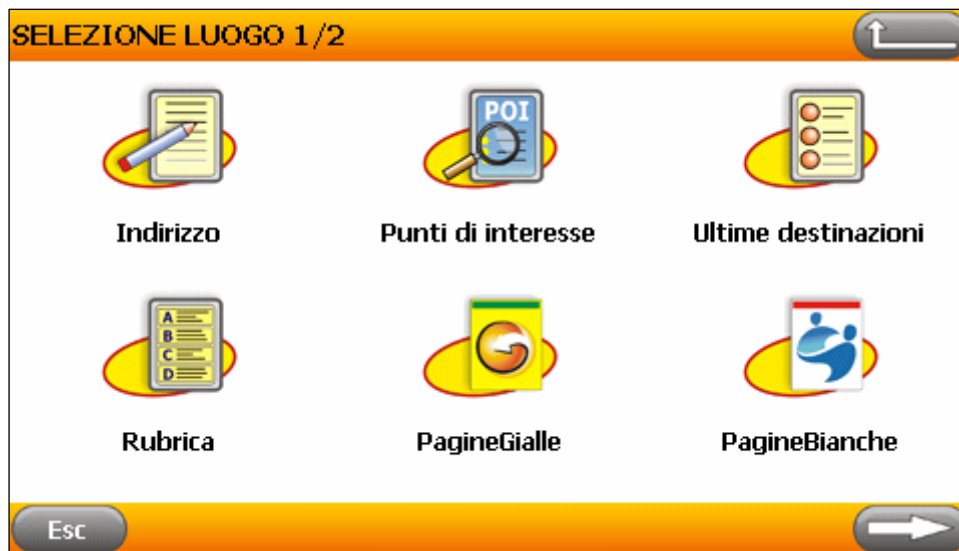 SELEZIONE LUOGO 1/2
POI
Indirizzo
Punti di interesse
Ultime destinazioni
A
B
C
D
Rubrica
PagineGialle
PagineBianche
Esc